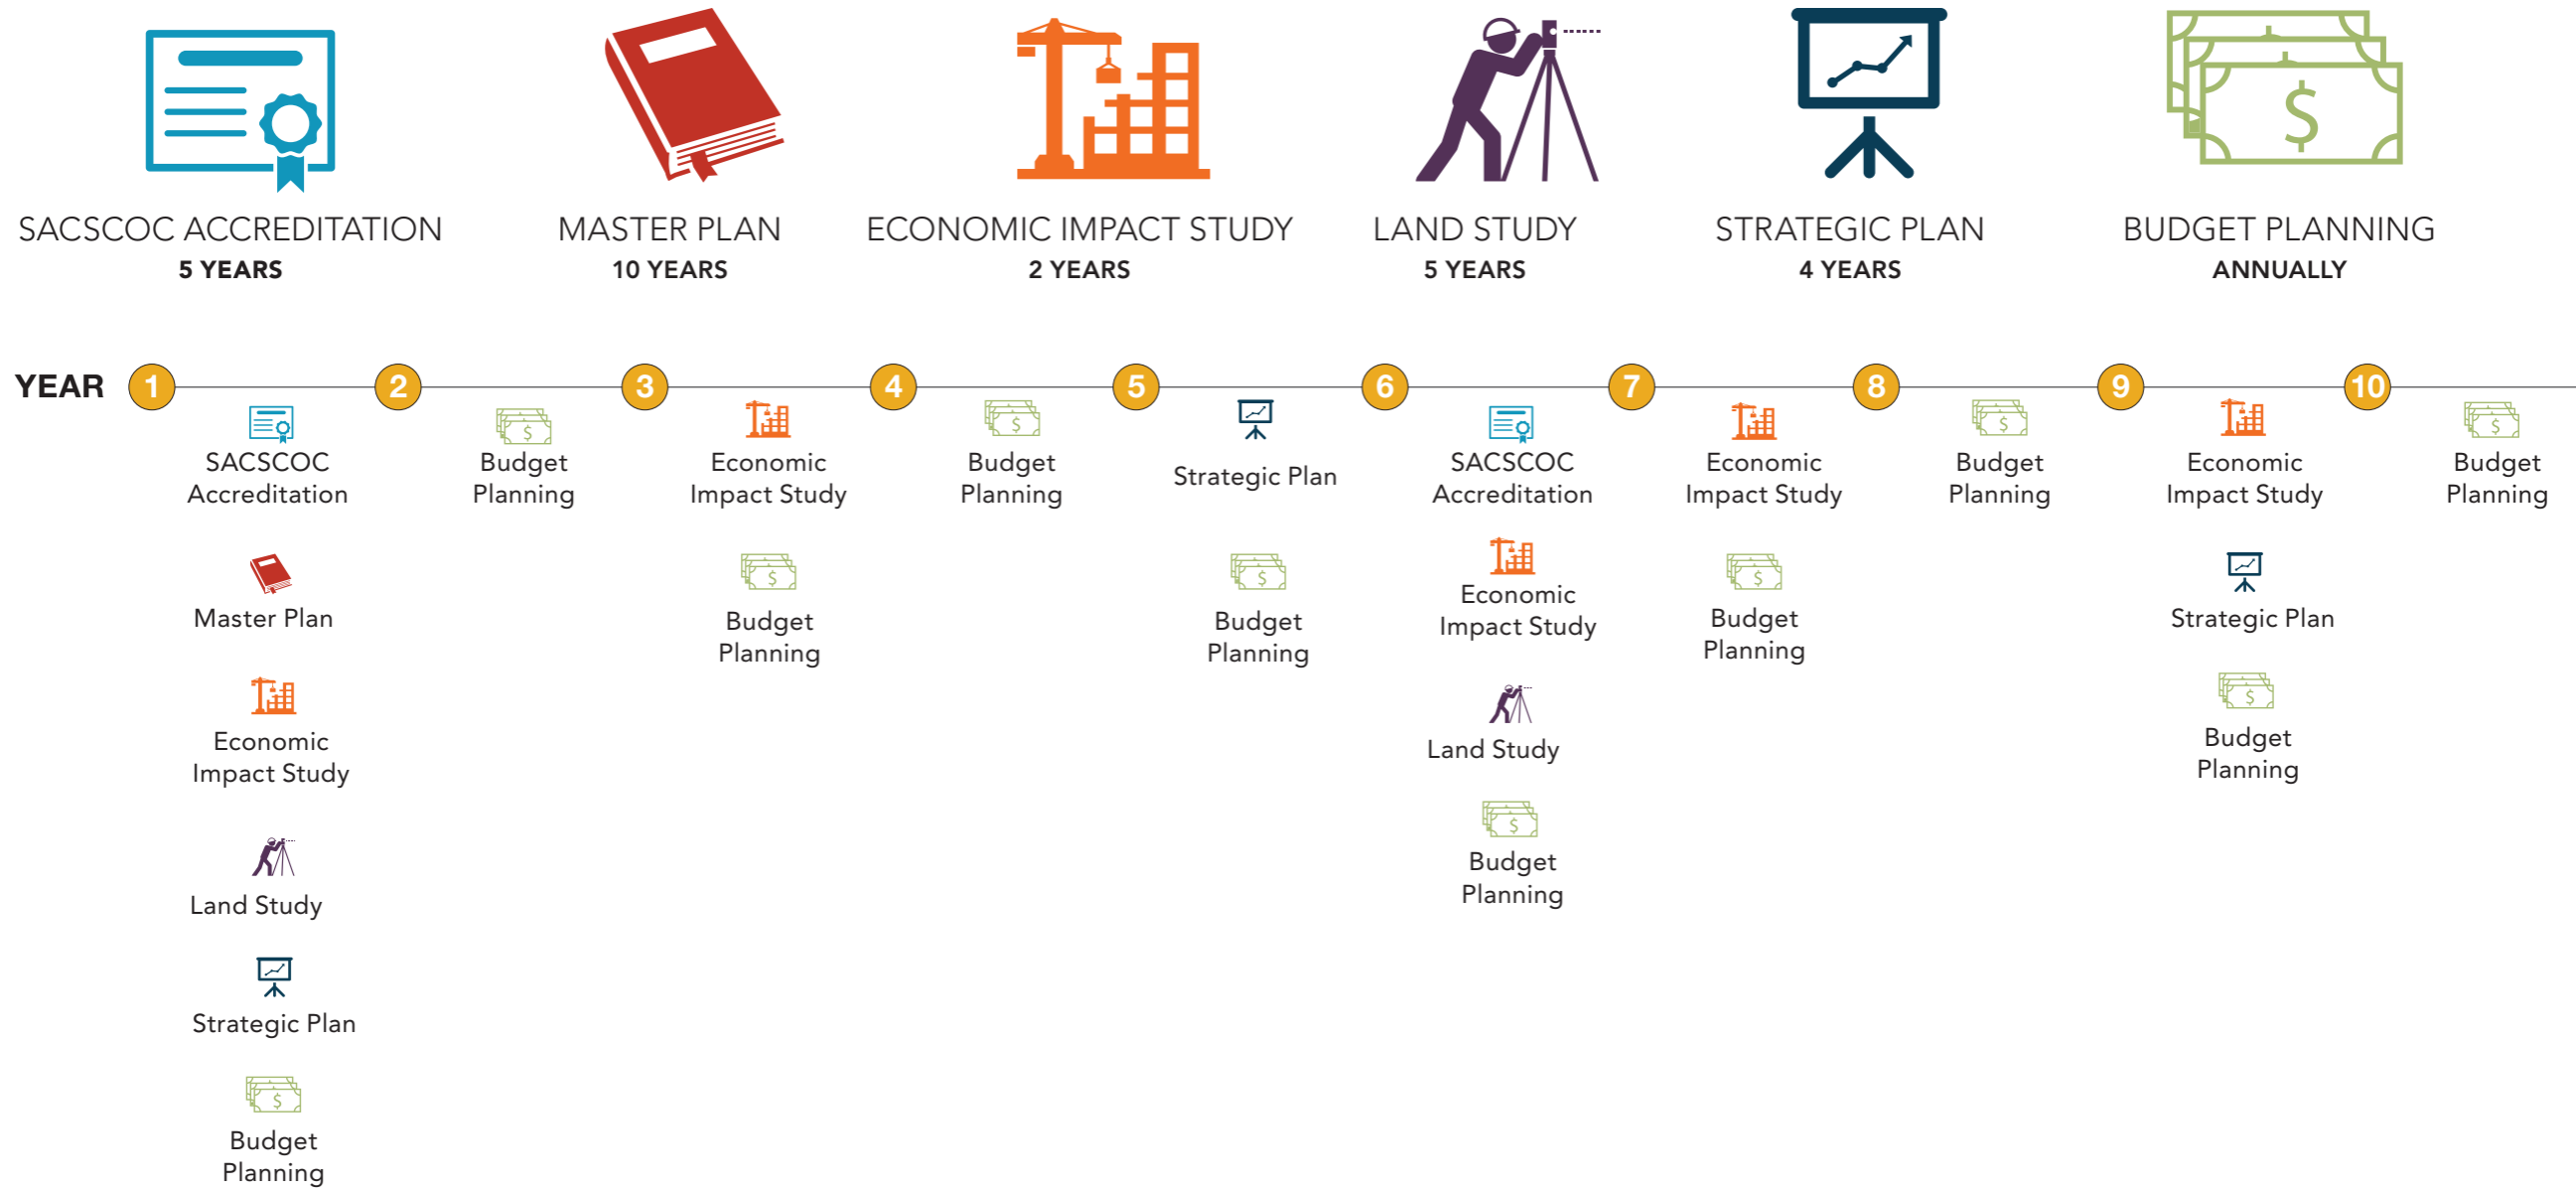 SACSCOC ACCREDITATION
5 YEARS
MASTER PLAN
10 YEARS
ECONOMIC IMPACT STUDY
2 YEARS
LAND STUDY
5 YEARS
STRATEGIC PLAN
4 YEARS
$
BUDGET PLANNING
ANNUALLY
YEAR 1 2 3 4 5 6 7 8 9 10
SACSCOC
Accreditation
Master Plan
Economic
Impact Study
Land Study
Strategic Plan
$
Budget
Planning
$
Budget
Planning
Economic
Impact Study
$
Budget
Planning
$
Budget
Planning
Strategic Plan
$
Budget
Planning
SACSCOC
Accreditation
Economic
Impact Study
Land Study
$
Budget
Planning
Economic
Impact Study
$
Budget
Planning
$
Budget
Planning
Economic
Impact Study
Strategic Plan
$
Budget
Planning
$
Budget
Planning